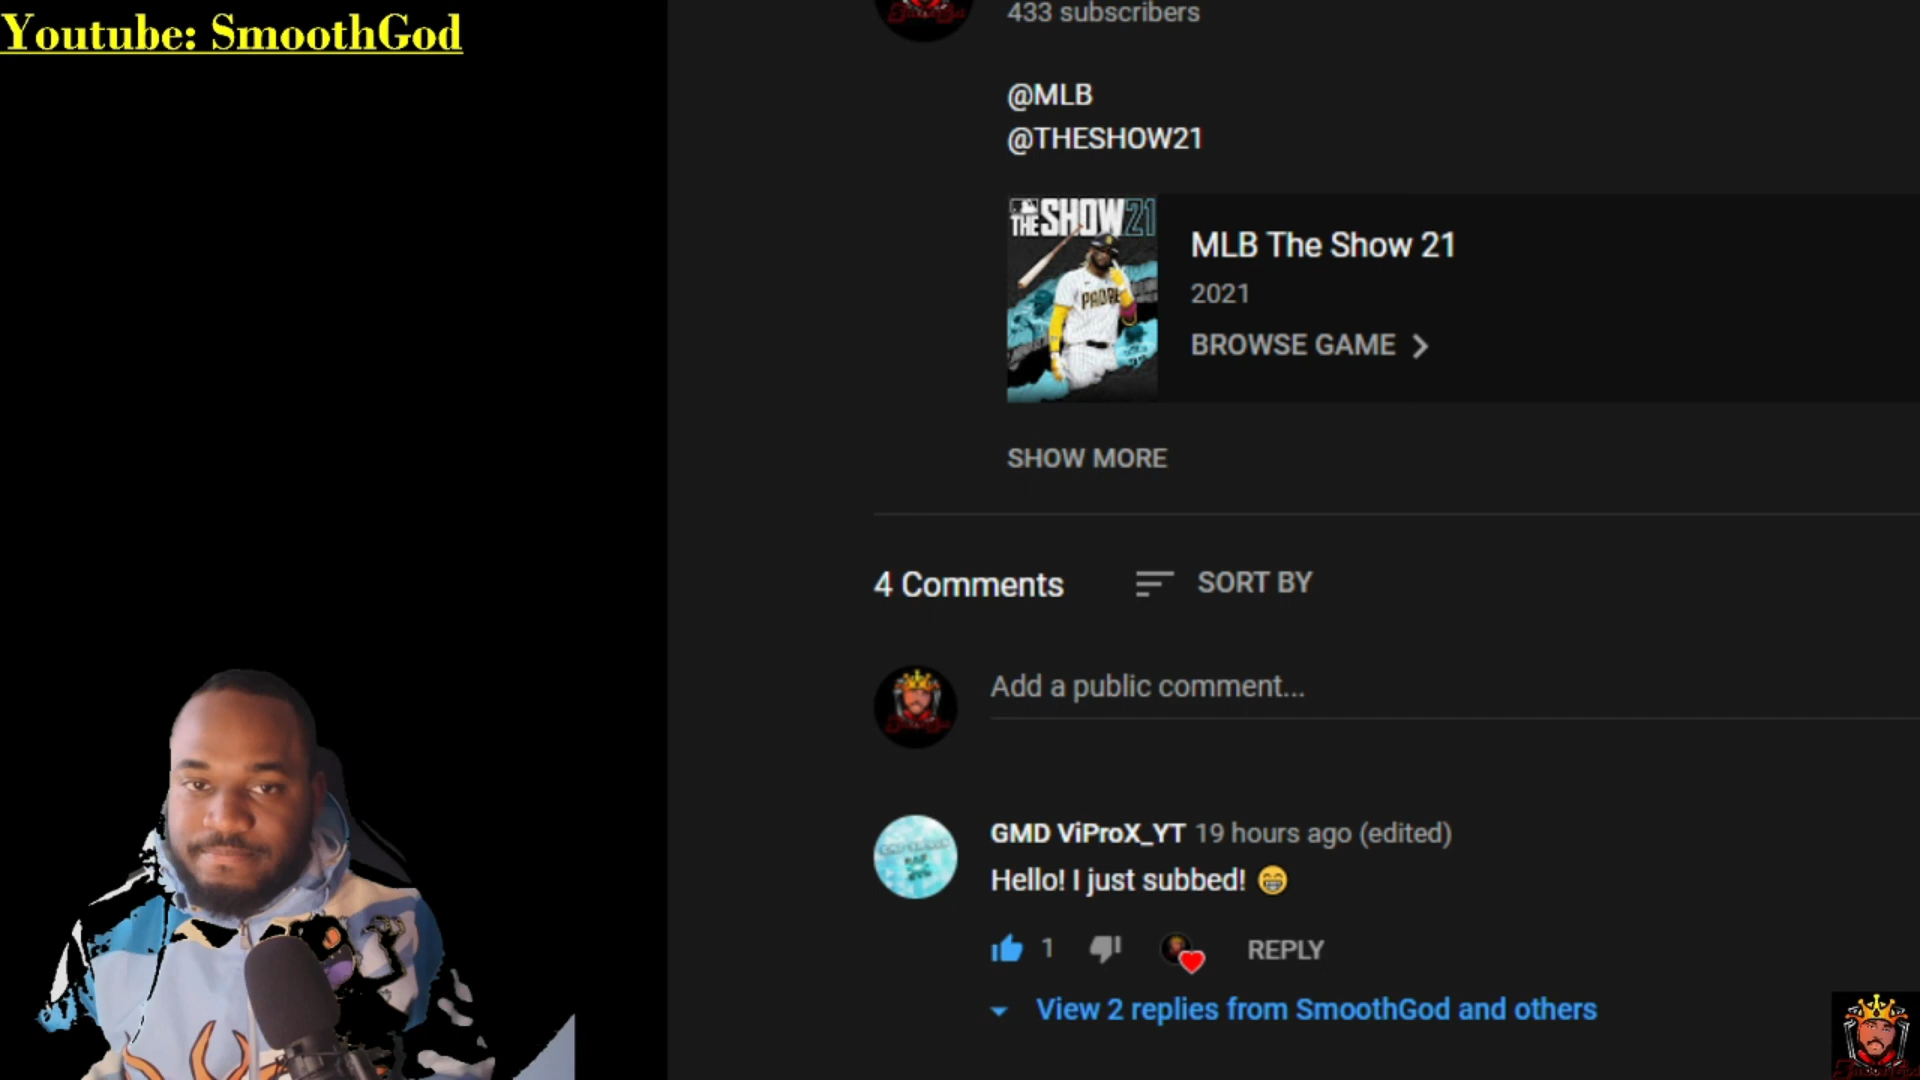 Youtube: SmoothGod
433 subscribers
@MLB
@THESHOW21
THE SHOW 21
PADRE
MLB The Show 21
2021
BROWSE GAME
SHOW MORE
4 Comments
SORT BY
Add a public comment...
GMD ViProX_YT 19 hours ago (edited)
Hello! I just subbed! 😁
1
REPLY
View 2 replies from SmoothGod and others